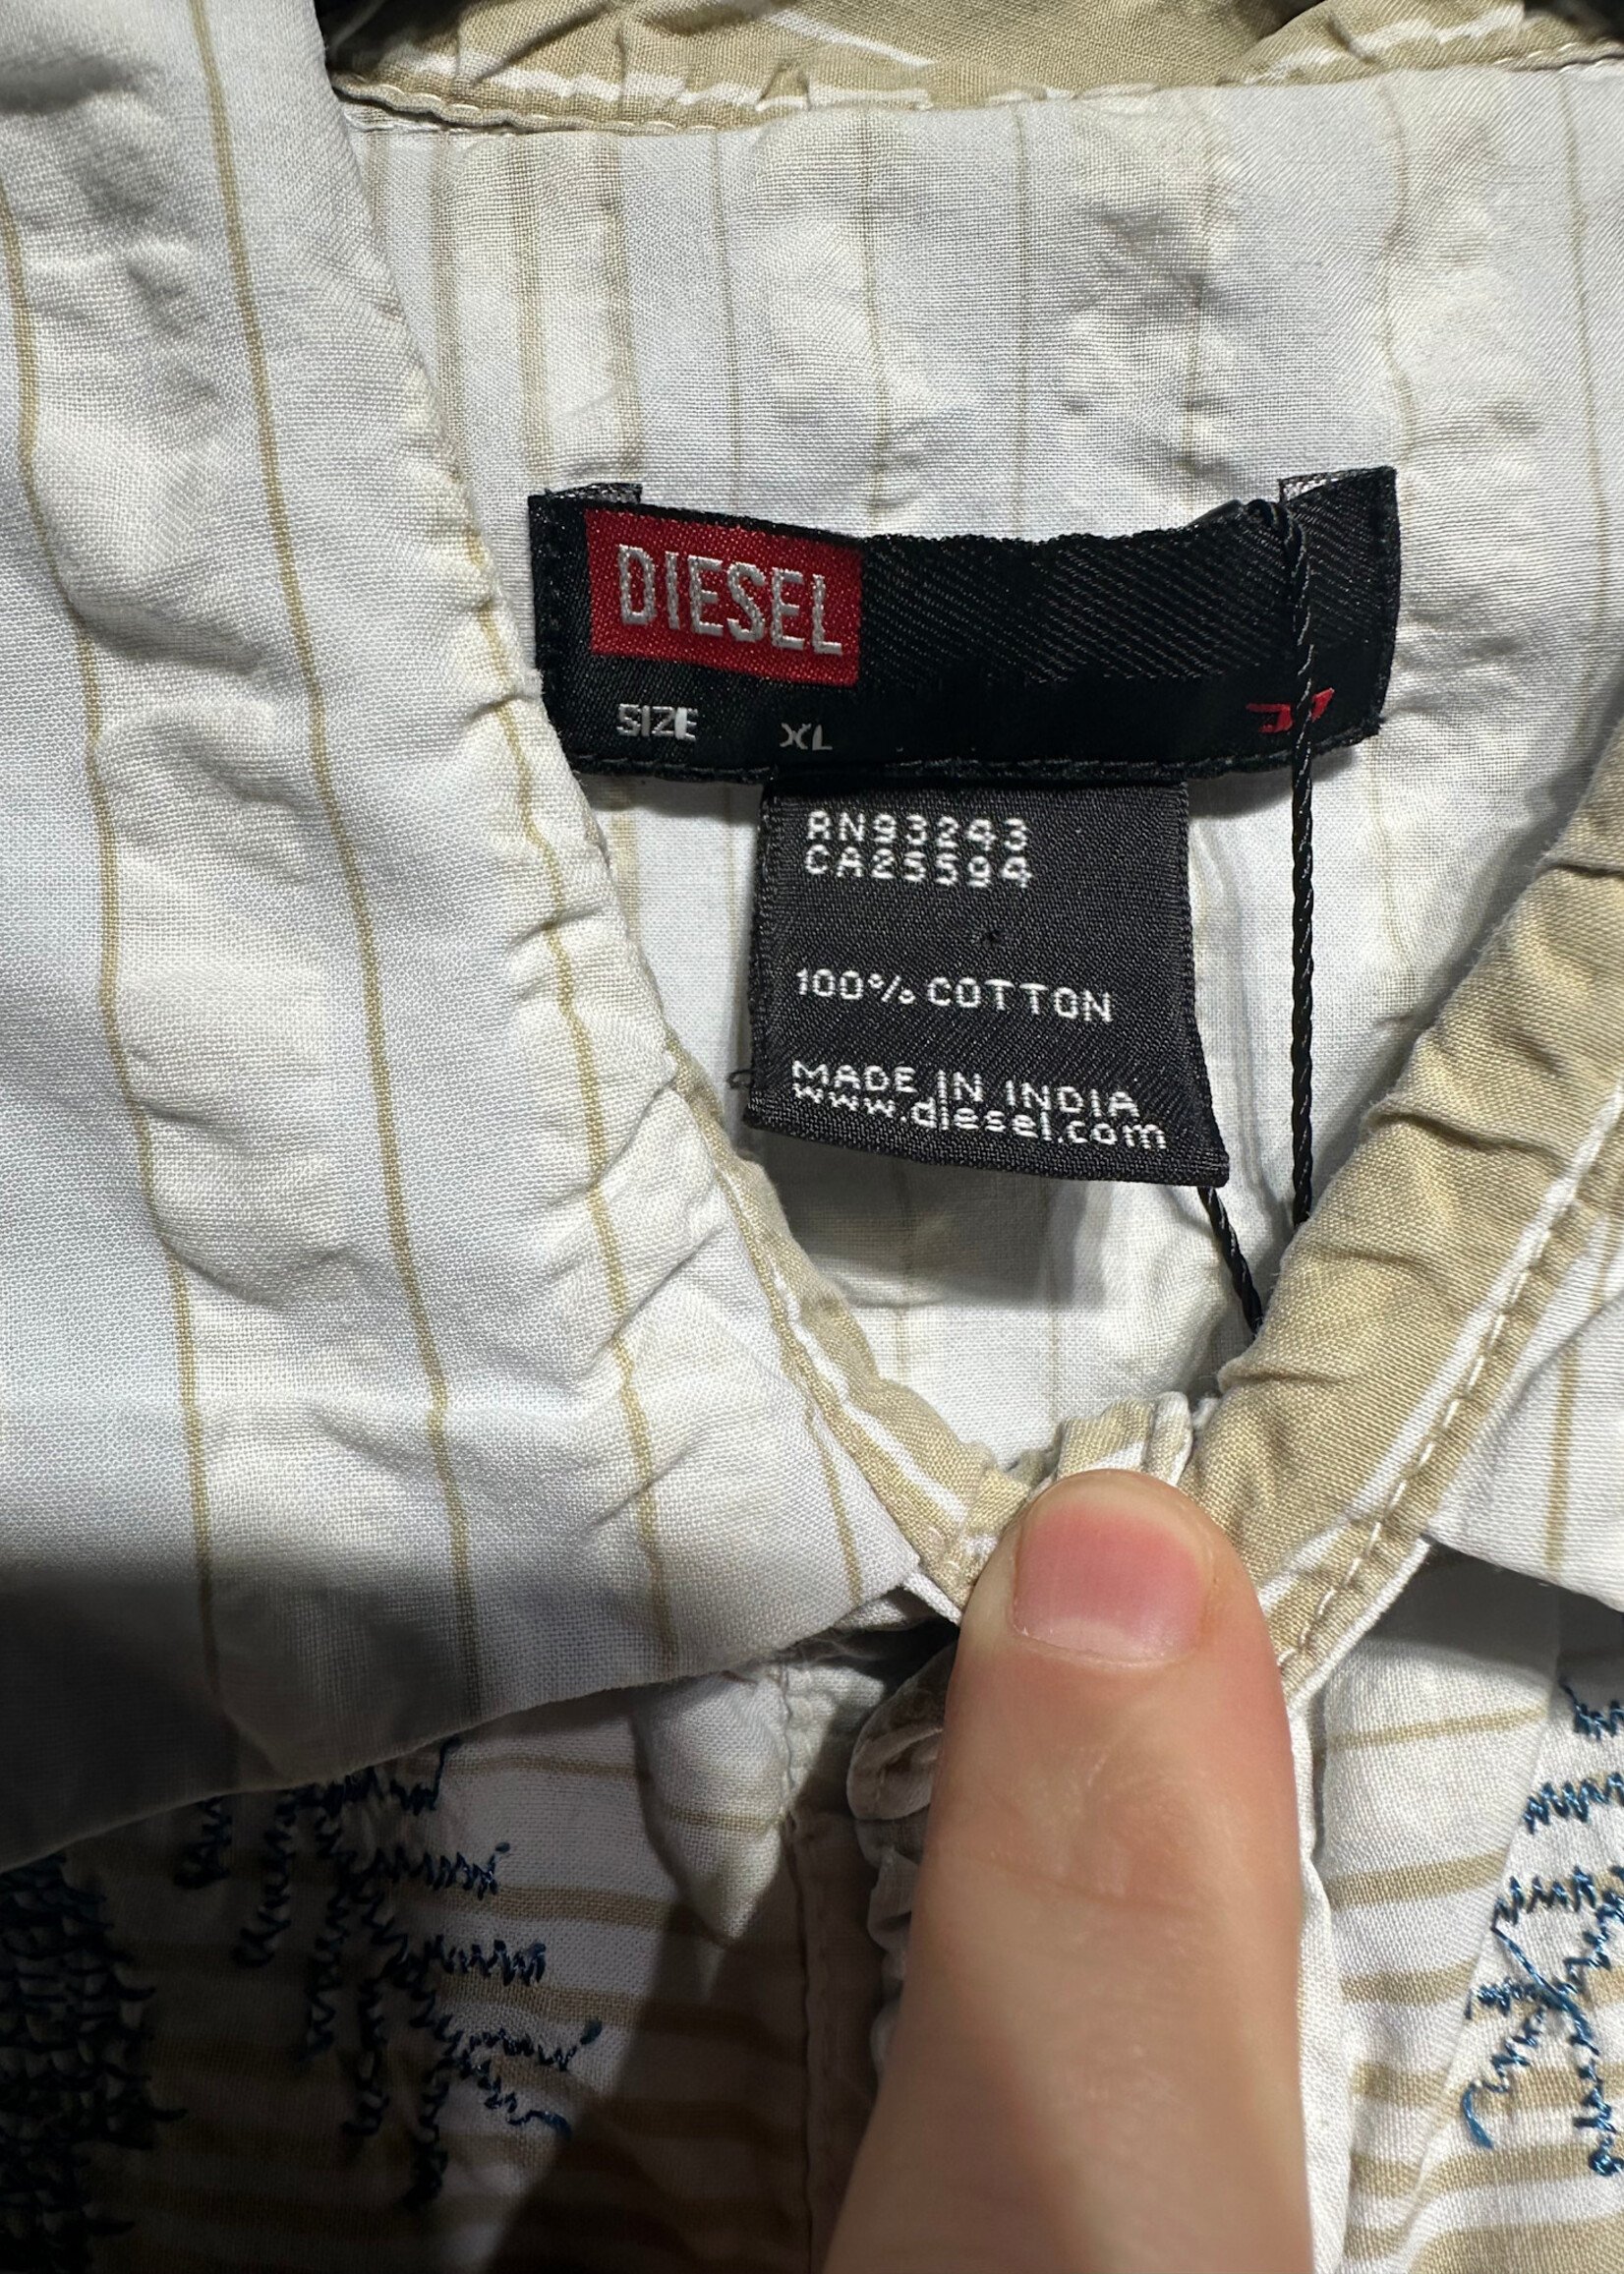 DIESEL
SIZE XL
RN93243
CA25594
100% COTTON
MADE IN INDIA
www.diesel.com